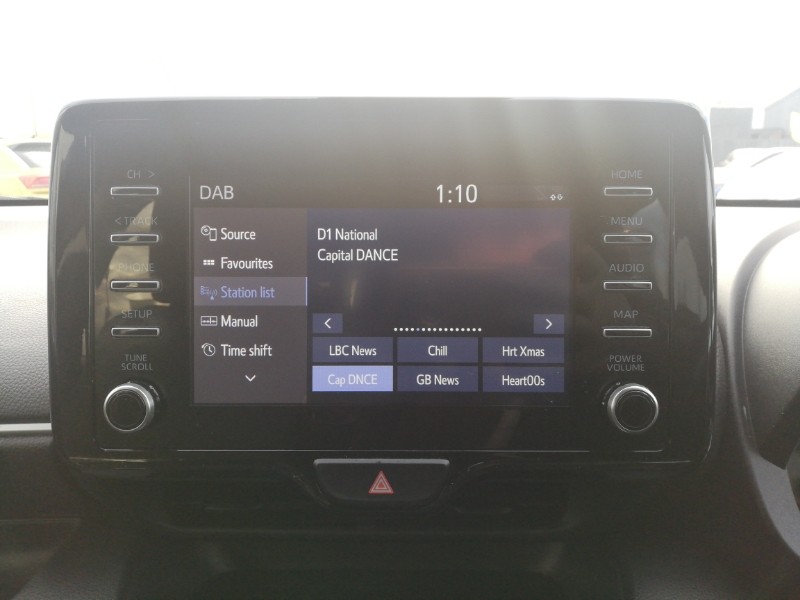 CH >
< TRACK
PHONE
SETUP
TUNE
SCROLL
DAB
1:10
Source
Favourites
Station list
Manual
Time shift
D1 National
Capital DANCE
LBC News
Chill
Hrt Xmas
Cap DNCE
GB News
Heart00s
HOME
MENU
AUDIO
MAP
POWER
VOLUME